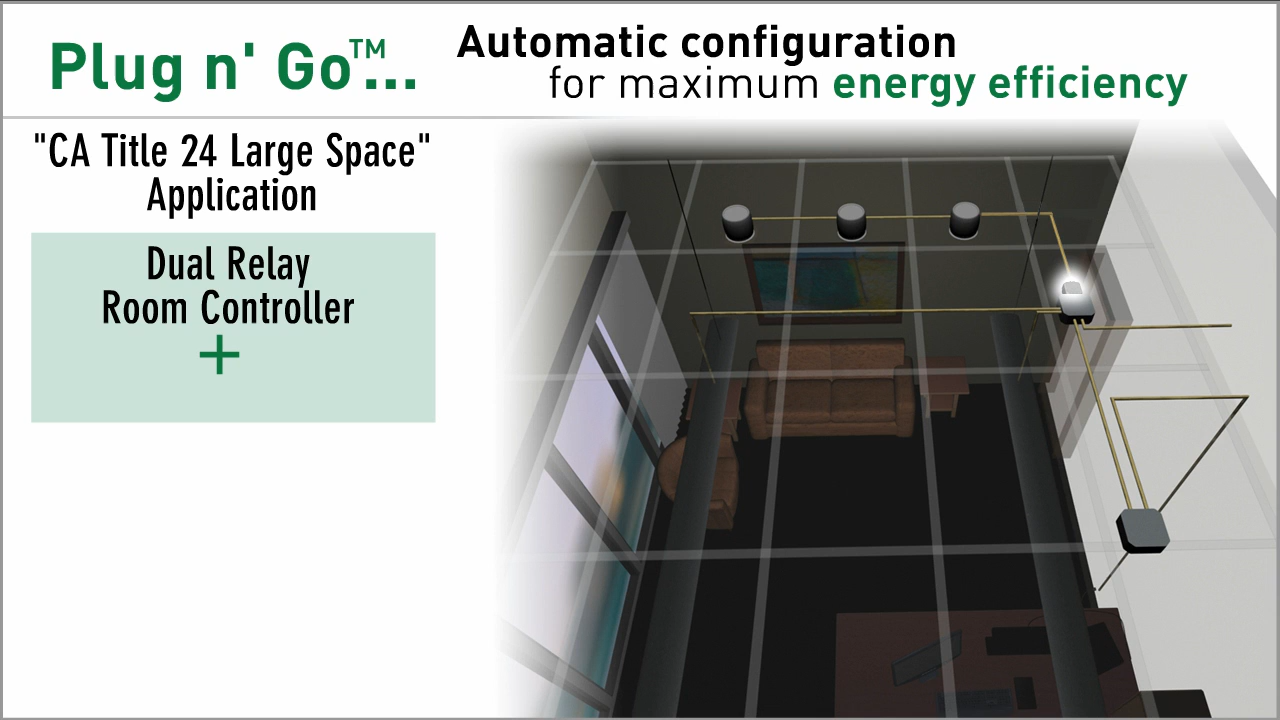 Plug n' Go™...
Automatic configuration
for maximum energy efficiency
"CA Title 24 Large Space"
Application
Dual Relay
Room Controller
+